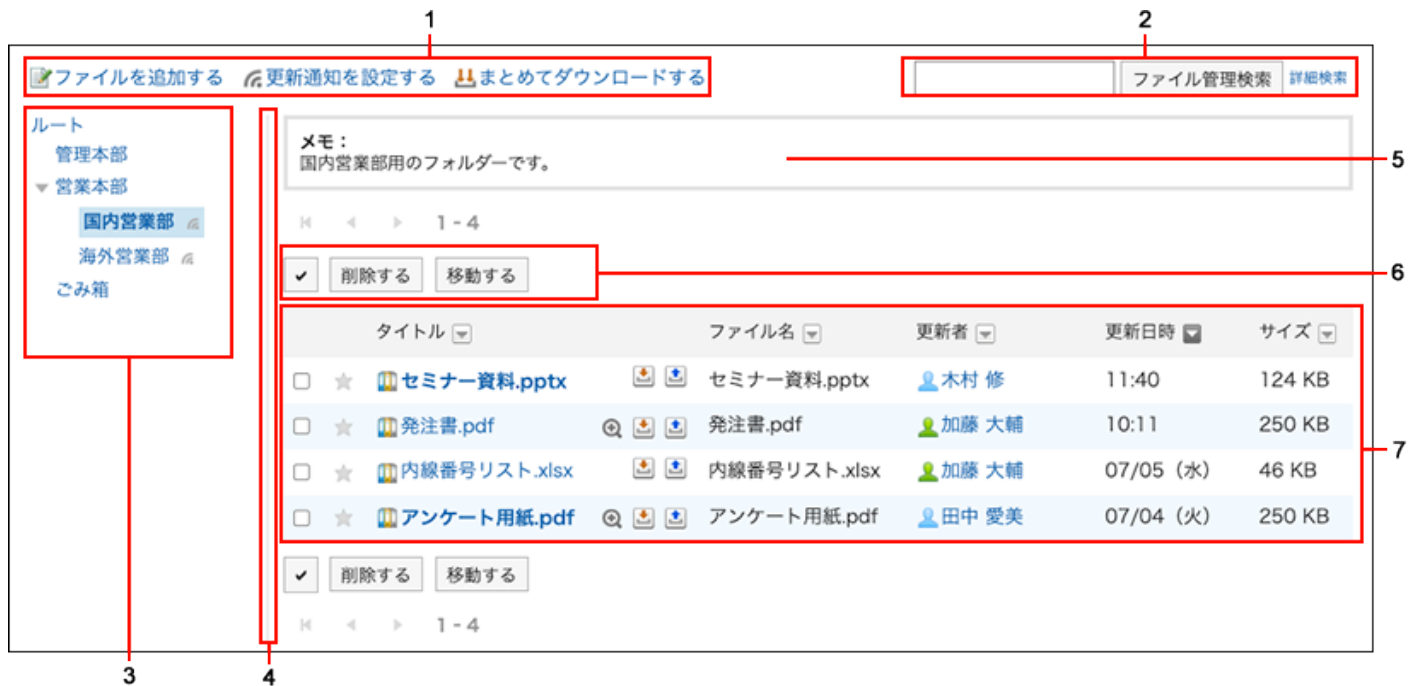 1
2
ファイルを追加する 更新通知を設定する まとめてダウンロードする
ファイル管理検索 詳細検索
ルート
管理本部
営業本部
国内営業部
海外営業部
ごみ箱
3
4
メモ：
国内営業部用のフォルダーです。
5
1 - 4
削除する 移動する
6
タイトル ファイル名 更新者 更新日時 サイズ
セミナー資料.pptx セミナー資料.pptx 木村 修 11:40 124 KB
発注書.pdf 発注書.pdf 加藤 大輔 10:11 250 KB
内線番号リスト.xlsx 内線番号リスト.xlsx 加藤 大輔 07/05（水） 46 KB
アンケート用紙.pdf アンケート用紙.pdf 田中 愛美 07/04（火） 250 KB
7
削除する 移動する
1 - 4